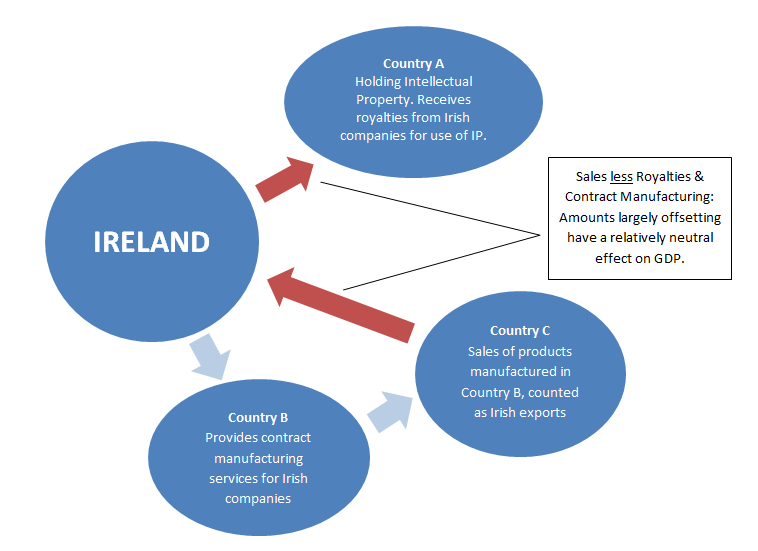 Country A
Holding Intellectual
Property. Receives
royalties from Irish
companies for use of IP.
IRELAND
Sales less Royalties &
Contract Manufacturing:
Amounts largely offsetting
have a relatively neutral
effect on GDP.
Country C
Sales of products
manufactured in
Country B, counted
as Irish exports
Country B
Provides contract
manufacturing
services for Irish
companies